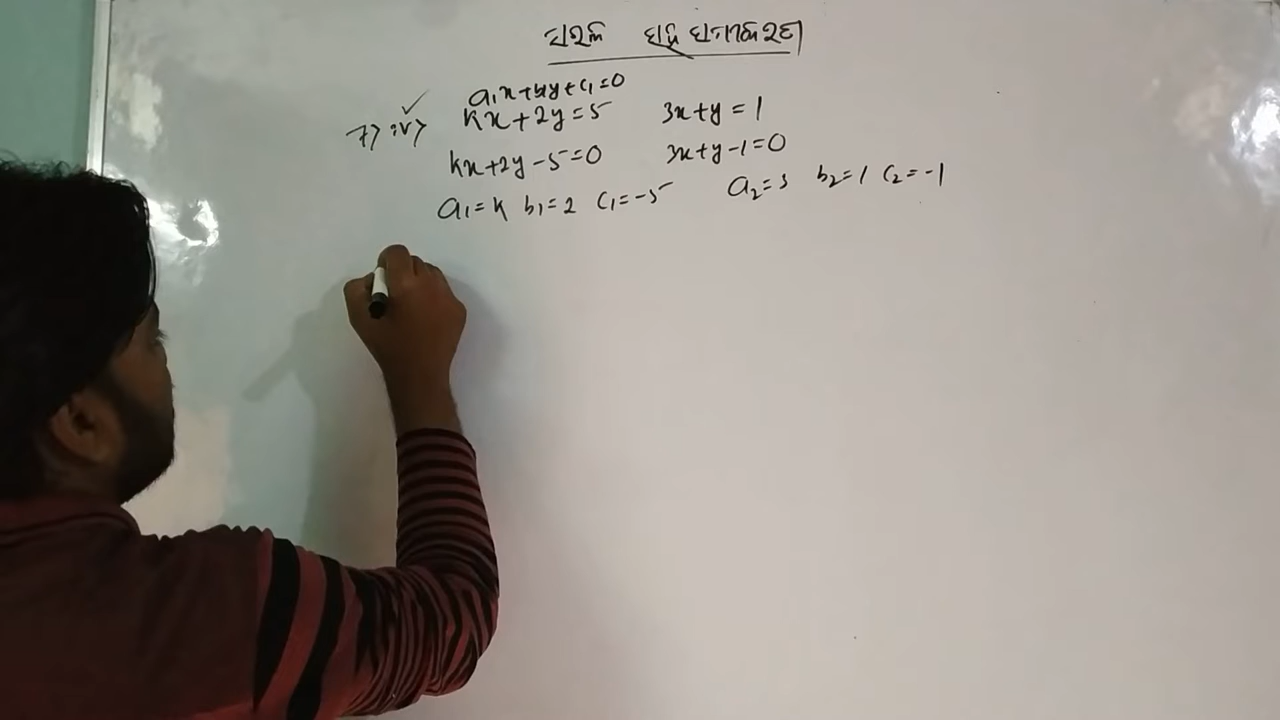 a₁x+b₁y+c₁=0
7) iv) ✓ kx+2y=5 3x+y=1
kx+2y-5=0 3x+y-1=0
a₁=k b₁=2 c₁=-5 a₂=3 b₂=1 c₂=-1